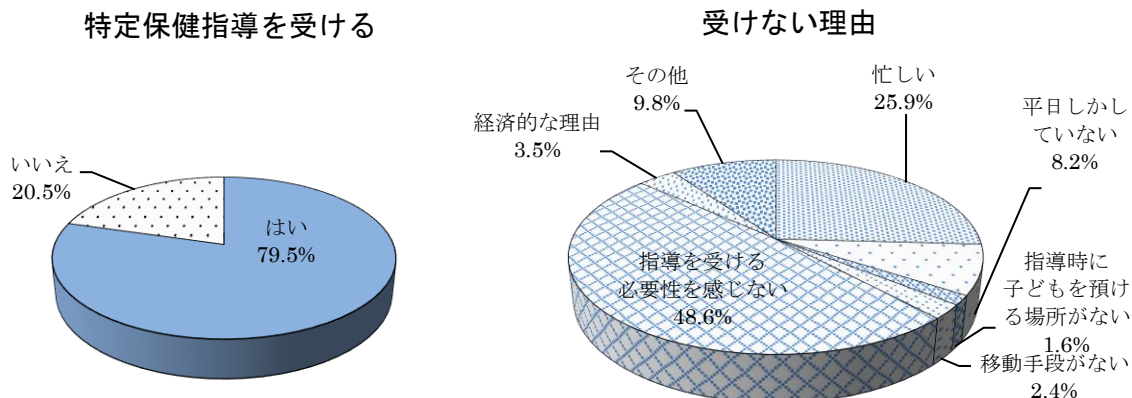 特定保健指導を受ける
いいえ
20.5%
はい
79.5%
受けない理由
忙しい
25.9%
平日しかし
ていない
8.2%
指導時に
子どもを預け
る場所がない
1.6%
移動手段がない
2.4%
指導を受ける
必要性を感じない
48.6%
経済的な理由
3.5%
その他
9.8%